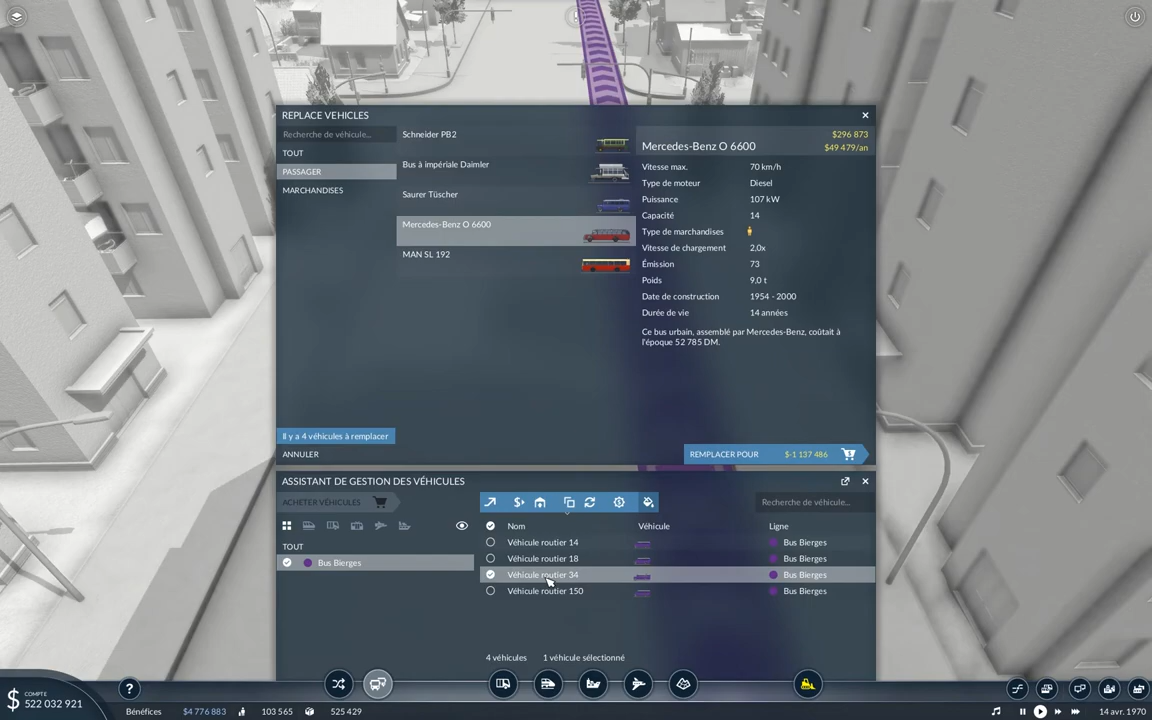 REPLACE VEHICLES
Recherche de véhicule...
TOUT
PASSAGER
MARCHANDISES
Schneider PB2
Bus à impériale Daimler
Saurer Tüscher
Mercedes-Benz O 6600
MAN SL 192
$296 873
Mercedes-Benz O 6600
$49 479/an
Vitesse max. 70 km/h
Type de moteur Diesel
Puissance 107 kW
Capacité 14
Type de marchandises
Vitesse de chargement 2,0x
Émission 73
Poids 9,0 t
Date de construction 1954 - 2000
Durée de vie 14 années
Ce bus urbain, assemblé par Mercedes-Benz, coûtait à
l'époque 52 785 DM.
Il y a 4 véhicules à remplacer
ANNULER
REMPLACER POUR $-1 137 486
ASSISTANT DE GESTION DES VÉHICULES
ACHETER VÉHICULES
Recherche de véhicule...
TOUT
Bus Bierges
Nom Véhicule Ligne
Véhicule routier 14 Bus Bierges
Véhicule routier 18 Bus Bierges
Véhicule routier 34 Bus Bierges
Véhicule routier 150 Bus Bierges
4 véhicules 1 véhicule sélectionné
COMPTE
$ 522 032 921
?
Bénéfices $4 776 883 103 565 525 429
14 avr. 1970